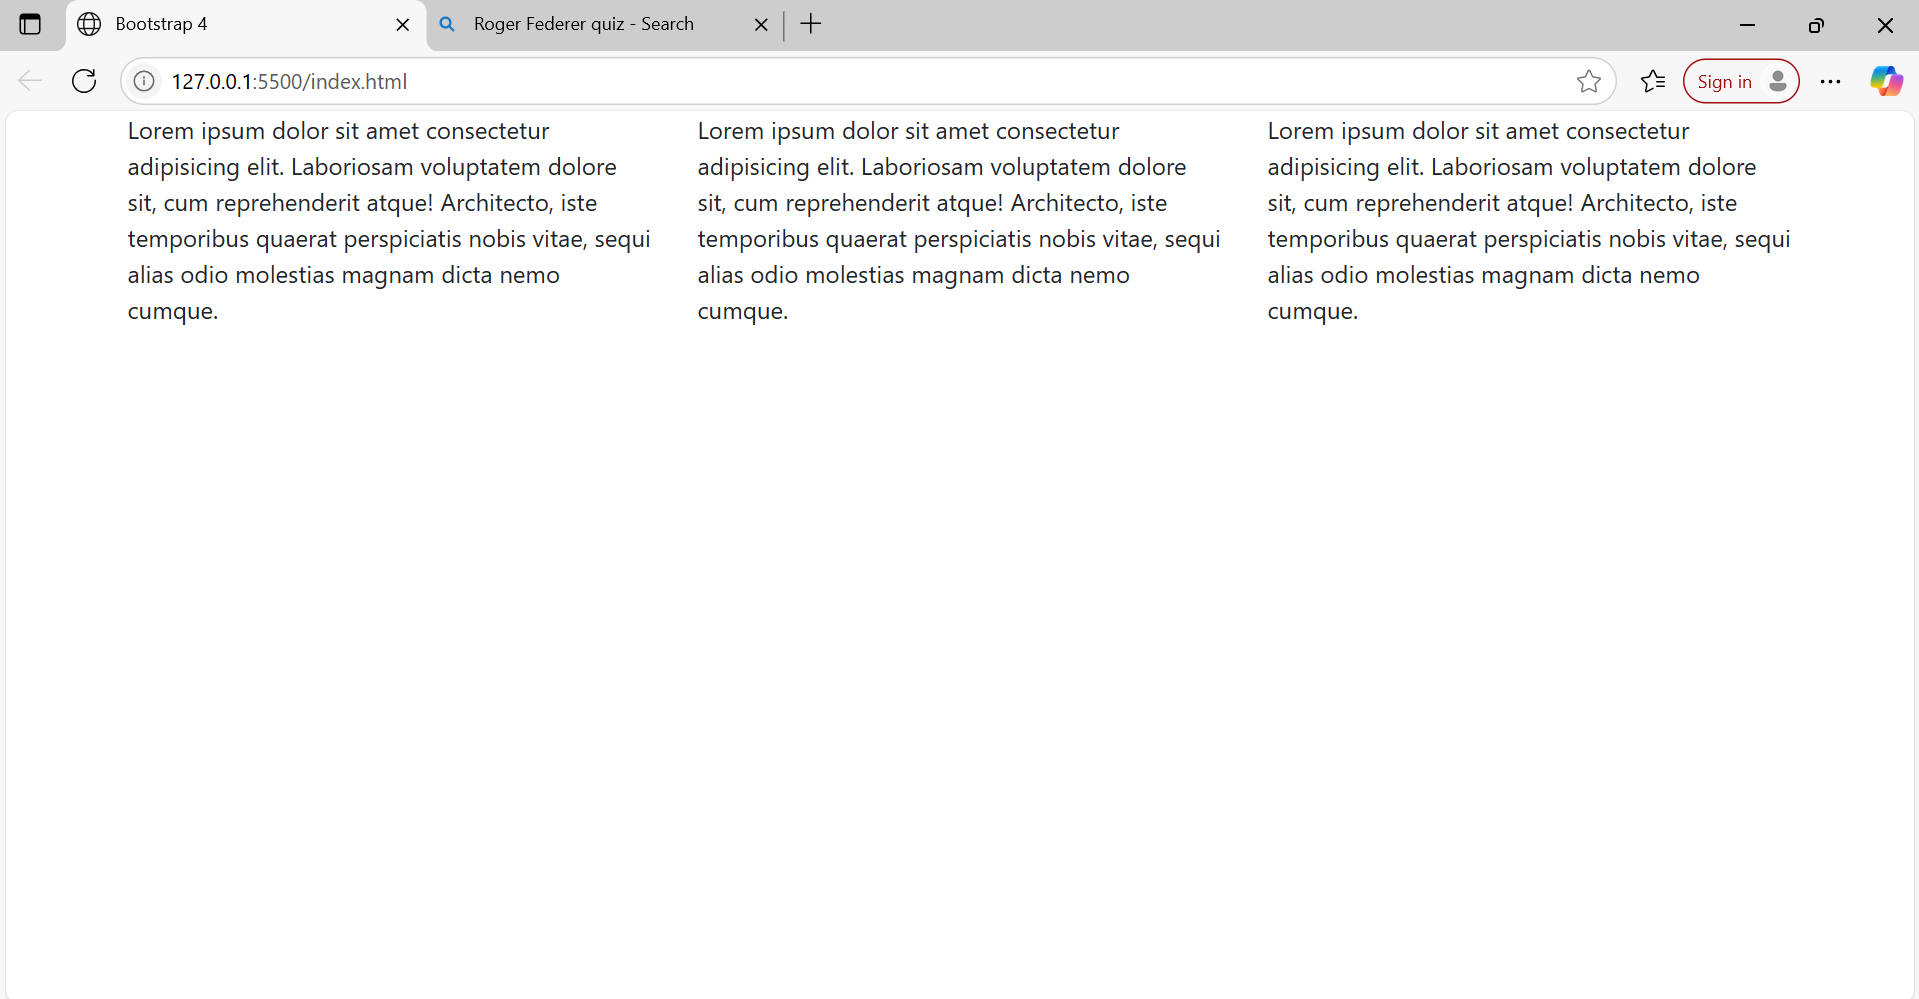 Bootstrap 4
Roger Federer quiz - Search
127.0.0.1:5500/index.html
Sign in
Lorem ipsum dolor sit amet consectetur
adipisicing elit. Laboriosam voluptatem dolore
sit, cum reprehenderit atque! Architecto, iste
temporibus quaerat perspiciatis nobis vitae, sequi
alias odio molestias magnam dicta nemo
cumque.
Lorem ipsum dolor sit amet consectetur
adipisicing elit. Laboriosam voluptatem dolore
sit, cum reprehenderit atque! Architecto, iste
temporibus quaerat perspiciatis nobis vitae, sequi
alias odio molestias magnam dicta nemo
cumque.
Lorem ipsum dolor sit amet consectetur
adipisicing elit. Laboriosam voluptatem dolore
sit, cum reprehenderit atque! Architecto, iste
temporibus quaerat perspiciatis nobis vitae, sequi
alias odio molestias magnam dicta nemo
cumque.